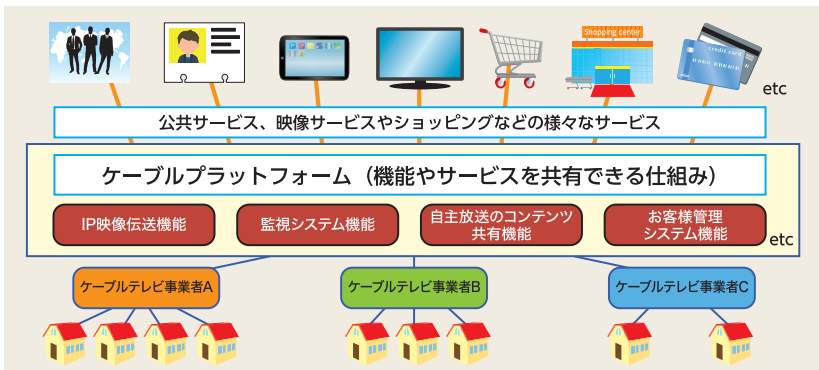 Shopping center
credit card
etc
公共サービス、映像サービスやショッピングなどの様々なサービス
ケーブルプラットフォーム（機能やサービスを共有できる仕組み）
IP映像伝送機能
監視システム機能
自主放送のコンテンツ
共有機能
お客様管理
システム機能
etc
ケーブルテレビ事業者A
ケーブルテレビ事業者B
ケーブルテレビ事業者C